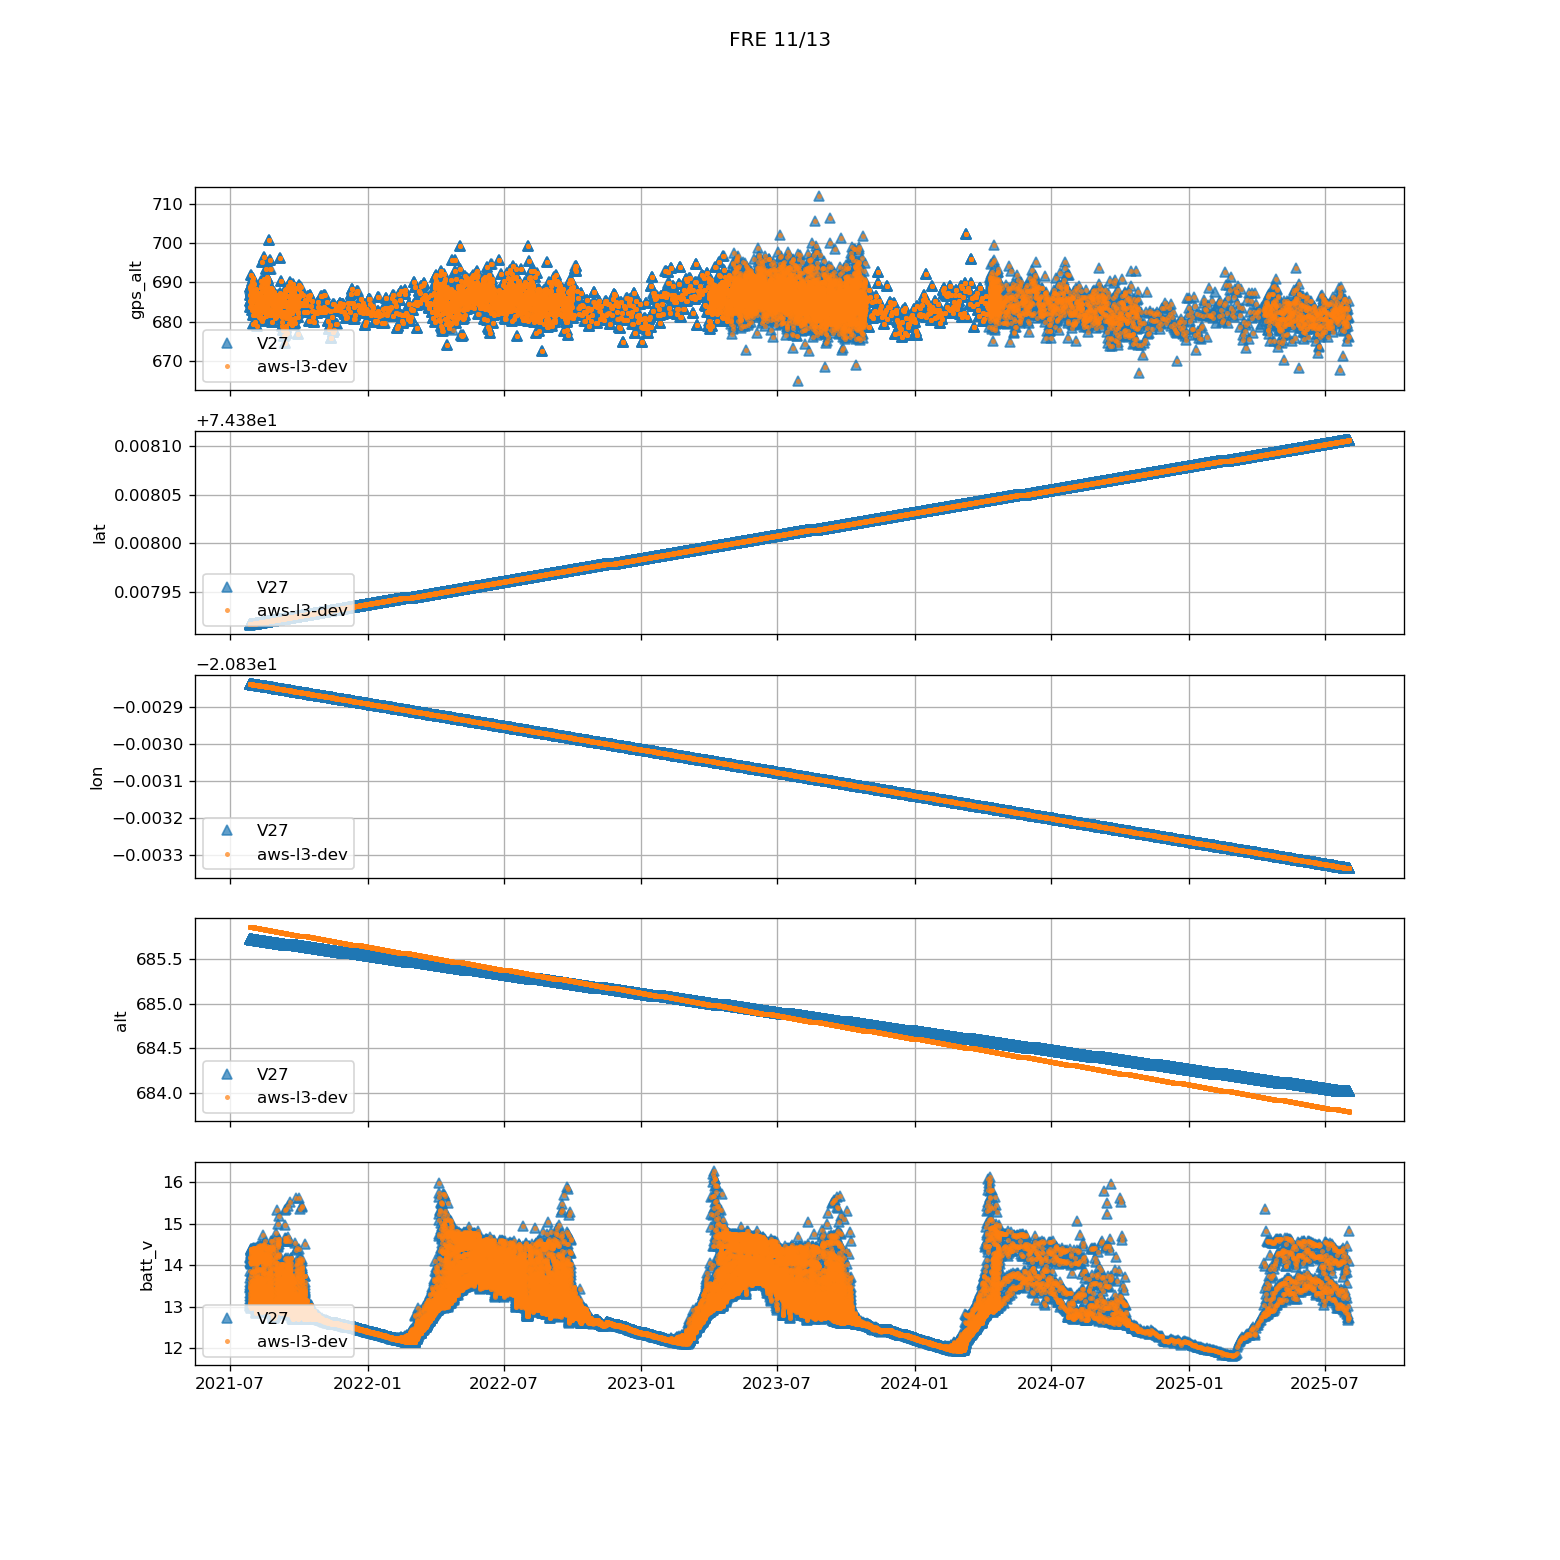 FRE 11/13
710
700
690
680
670
gps_alt
V27
aws-l3-dev
+7.438e1
0.00810
0.00805
0.00800
0.00795
lat
V27
aws-l3-dev
−2.083e1
−0.0029
−0.0030
−0.0031
−0.0032
−0.0033
lon
V27
aws-l3-dev
685.5
685.0
684.5
684.0
alt
V27
aws-l3-dev
16
15
14
13
12
batt_v
V27
aws-l3-dev
2021-07 2022-01 2022-07 2023-01 2023-07 2024-01 2024-07 2025-01 2025-07